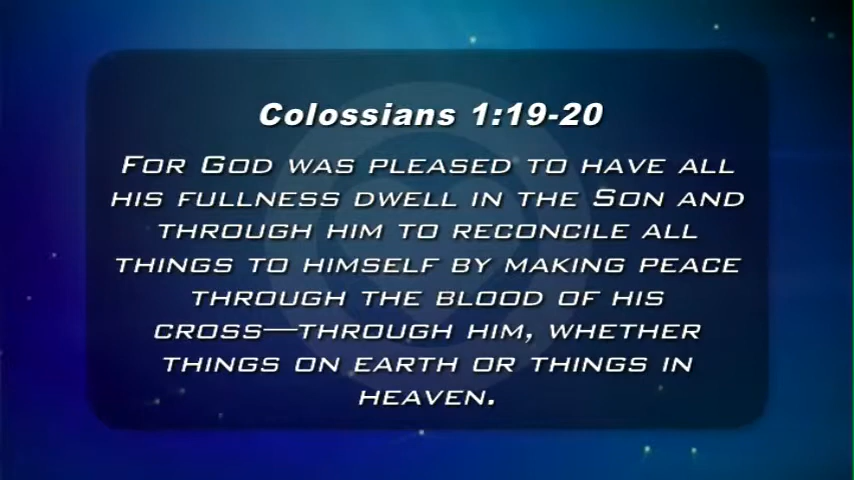 Colossians 1:19-20
For God was pleased to have all
his fullness dwell in the Son and
through him to reconcile all
things to himself by making peace
through the blood of his
cross—through him, whether
things on earth or things in
heaven.